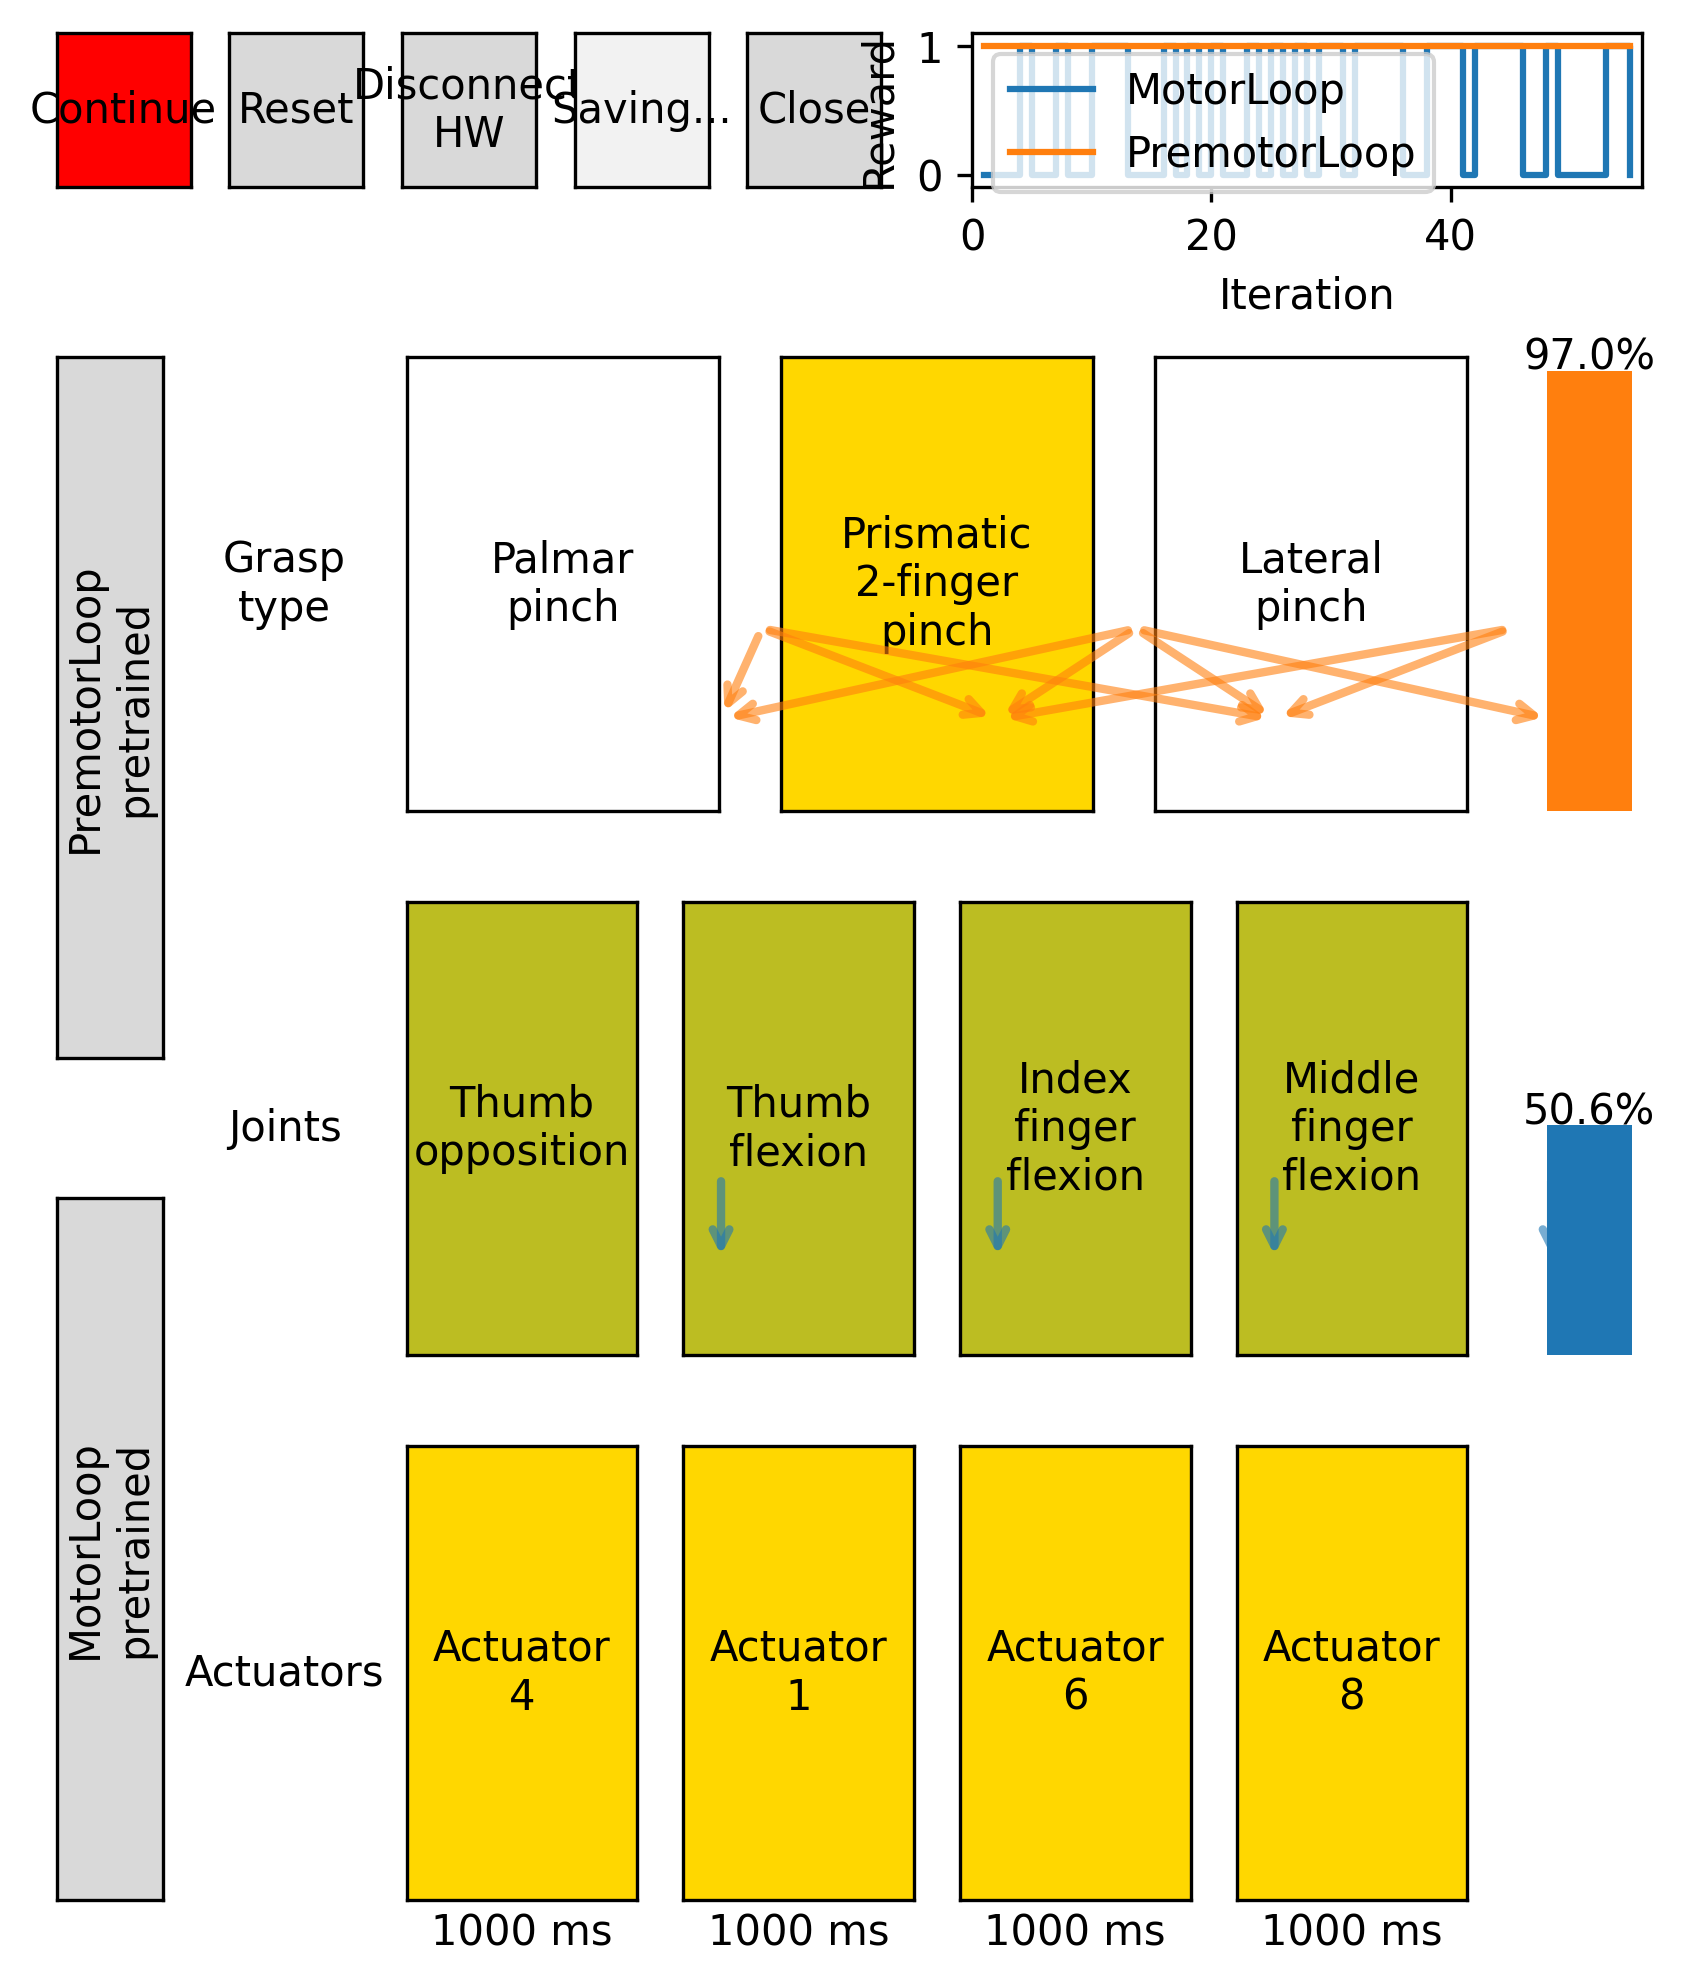 Continue
Reset
Disconnect
HW
Saving...
Close
Reward
1
0
MotorLoop
PremotorLoop
0
20
40
Iteration
PremotorLoop
pretrained
Grasp
type
Palmar
pinch
Prismatic
2-finger
pinch
Lateral
pinch
97.0%
Joints
Thumb
opposition
Thumb
flexion
Index
finger
flexion
Middle
finger
flexion
50.6%
MotorLoop
pretrained
Actuators
Actuator
4
Actuator
1
Actuator
6
Actuator
8
1000 ms
1000 ms
1000 ms
1000 ms